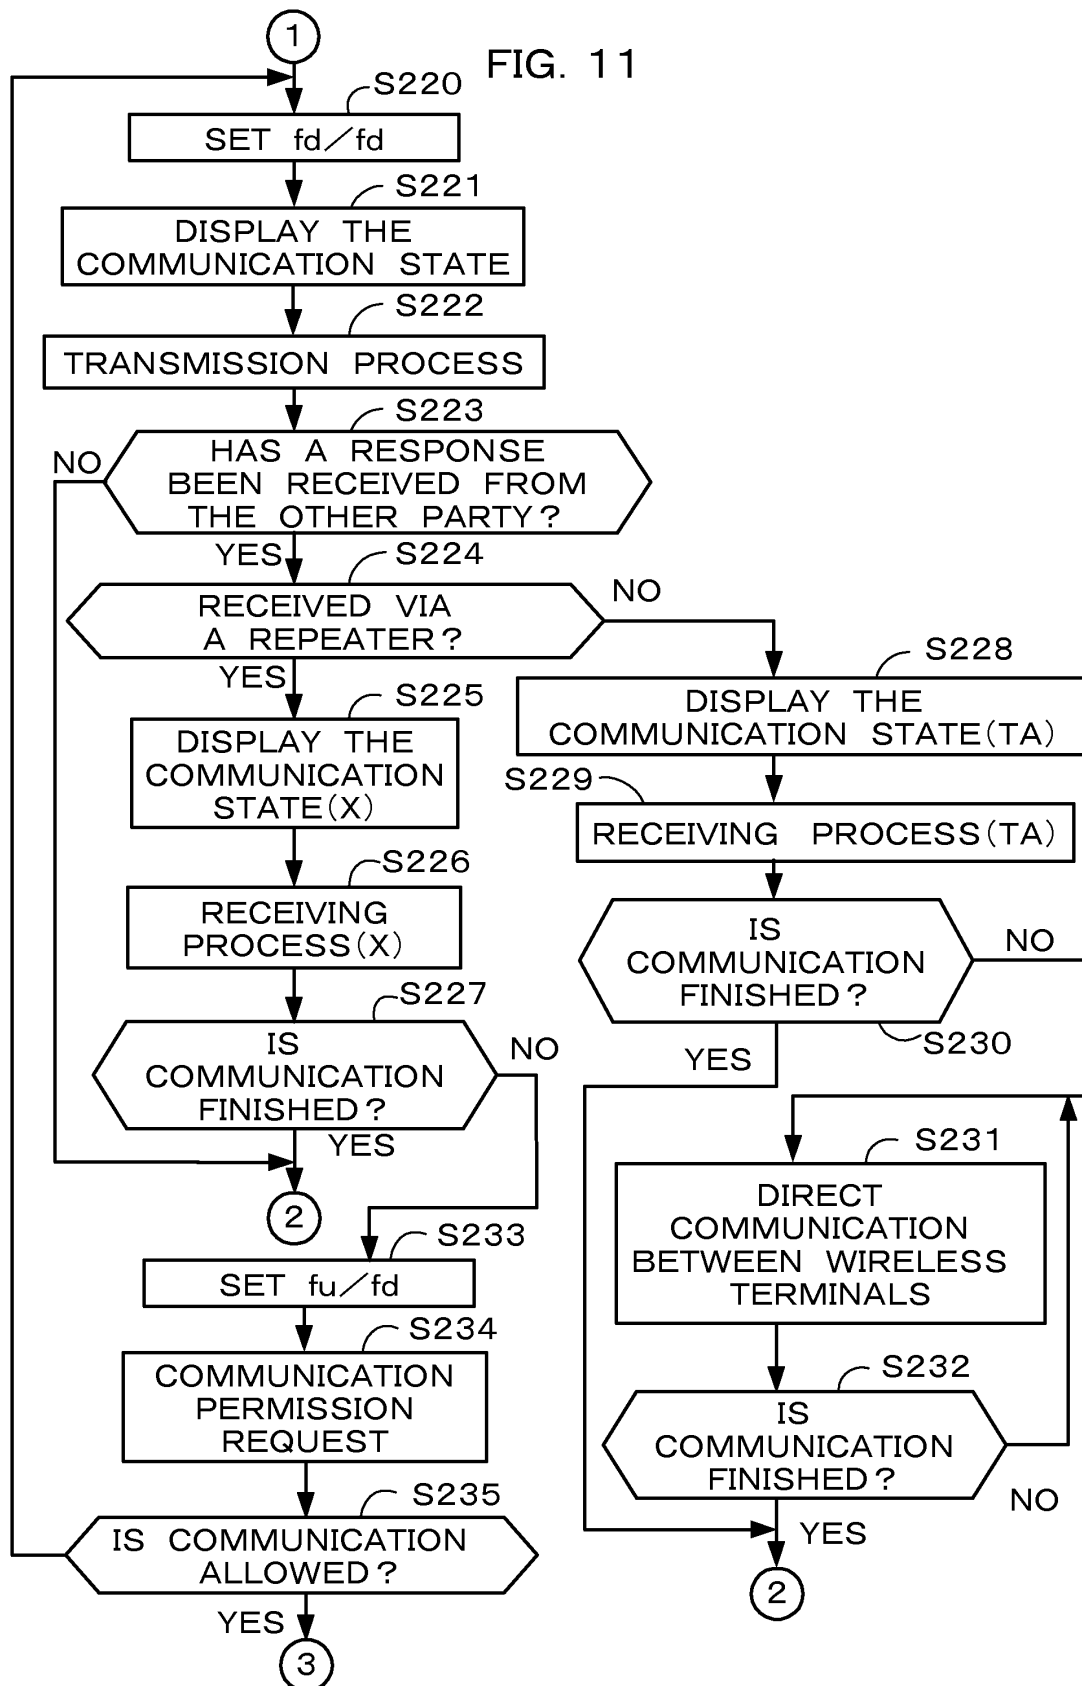 1
FIG. 11
S220
SET fd/fd
S221
DISPLAY THE
COMMUNICATION STATE
S222
TRANSMISSION PROCESS
S223
HAS A RESPONSE
BEEN RECEIVED FROM
THE OTHER PARTY?
NO
YES
S224
RECEIVED VIA
A REPEATER?
NO
YES
S225
DISPLAY THE
COMMUNICATION
STATE(X)
S226
RECEIVING
PROCESS(X)
S227
IS
COMMUNICATION
FINISHED?
NO
YES
2
S228
DISPLAY THE
COMMUNICATION STATE(TA)
S229
RECEIVING PROCESS(TA)
IS
COMMUNICATION
FINISHED?
NO
S230
YES
S231
DIRECT
COMMUNICATION
BETWEEN WIRELESS
TERMINALS
S232
IS
COMMUNICATION
FINISHED?
NO
YES
2
S233
SET fu/fd
S234
COMMUNICATION
PERMISSION
REQUEST
S235
IS COMMUNICATION
ALLOWED?
YES
3